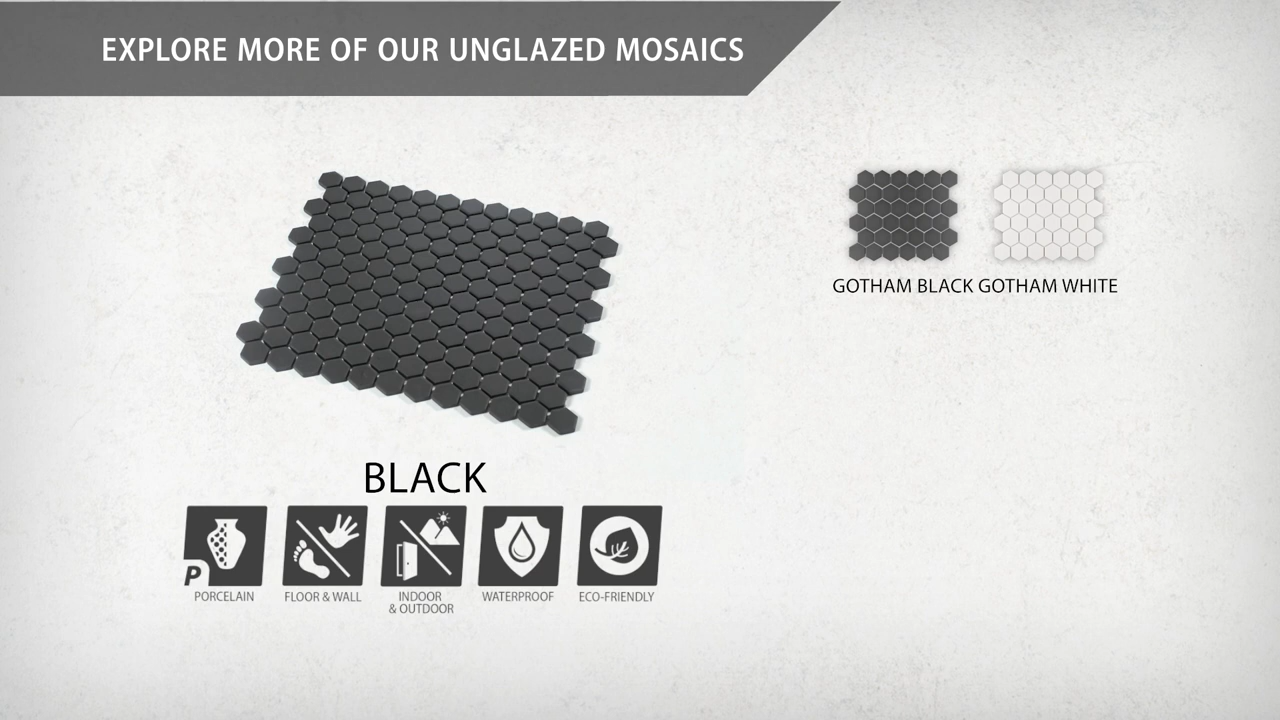 EXPLORE MORE OF OUR UNGLAZED MOSAICS
GOTHAM BLACK
GOTHAM WHITE
BLACK
P
PORCELAIN
FLOOR & WALL
INDOOR
& OUTDOOR
WATERPROOF
ECO-FRIENDLY